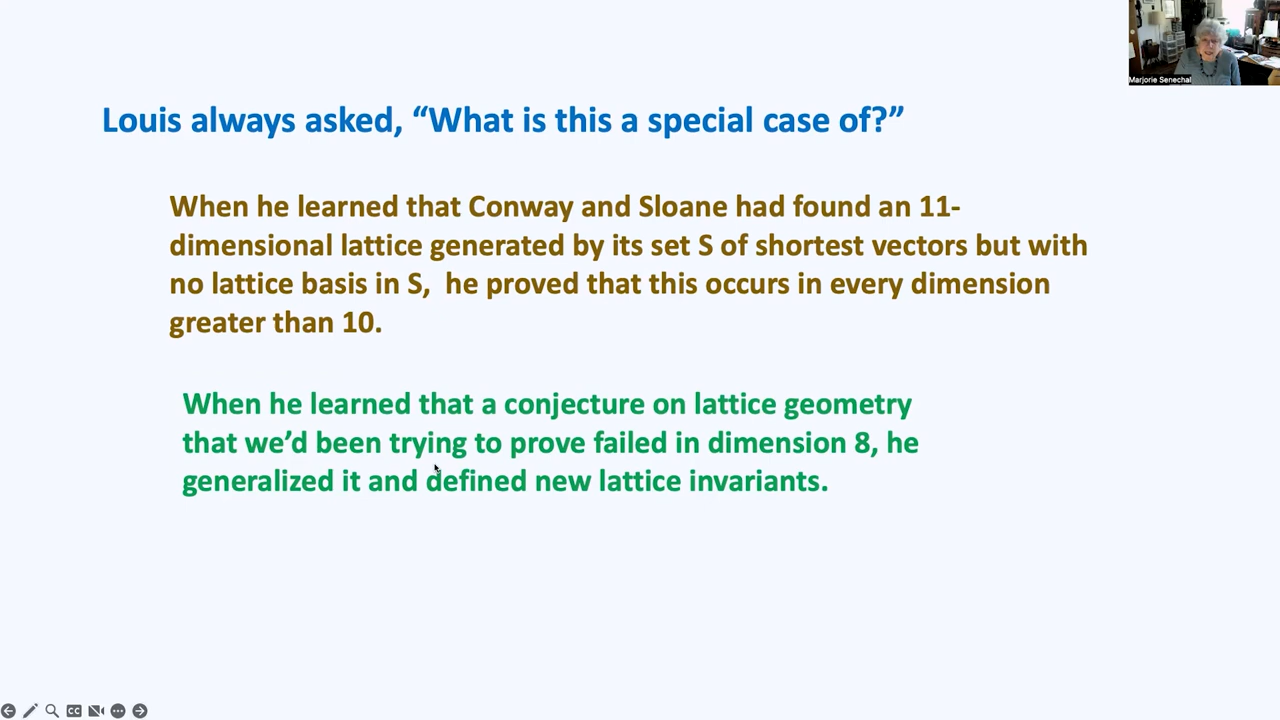 Marjorie Senechal
Louis always asked, “What is this a special case of?”
When he learned that Conway and Sloane had found an 11-
dimensional lattice generated by its set S of shortest vectors but with
no lattice basis in S,  he proved that this occurs in every dimension
greater than 10.
When he learned that a conjecture on lattice geometry
that we’d been trying to prove failed in dimension 8, he
generalized it and defined new lattice invariants.
CC